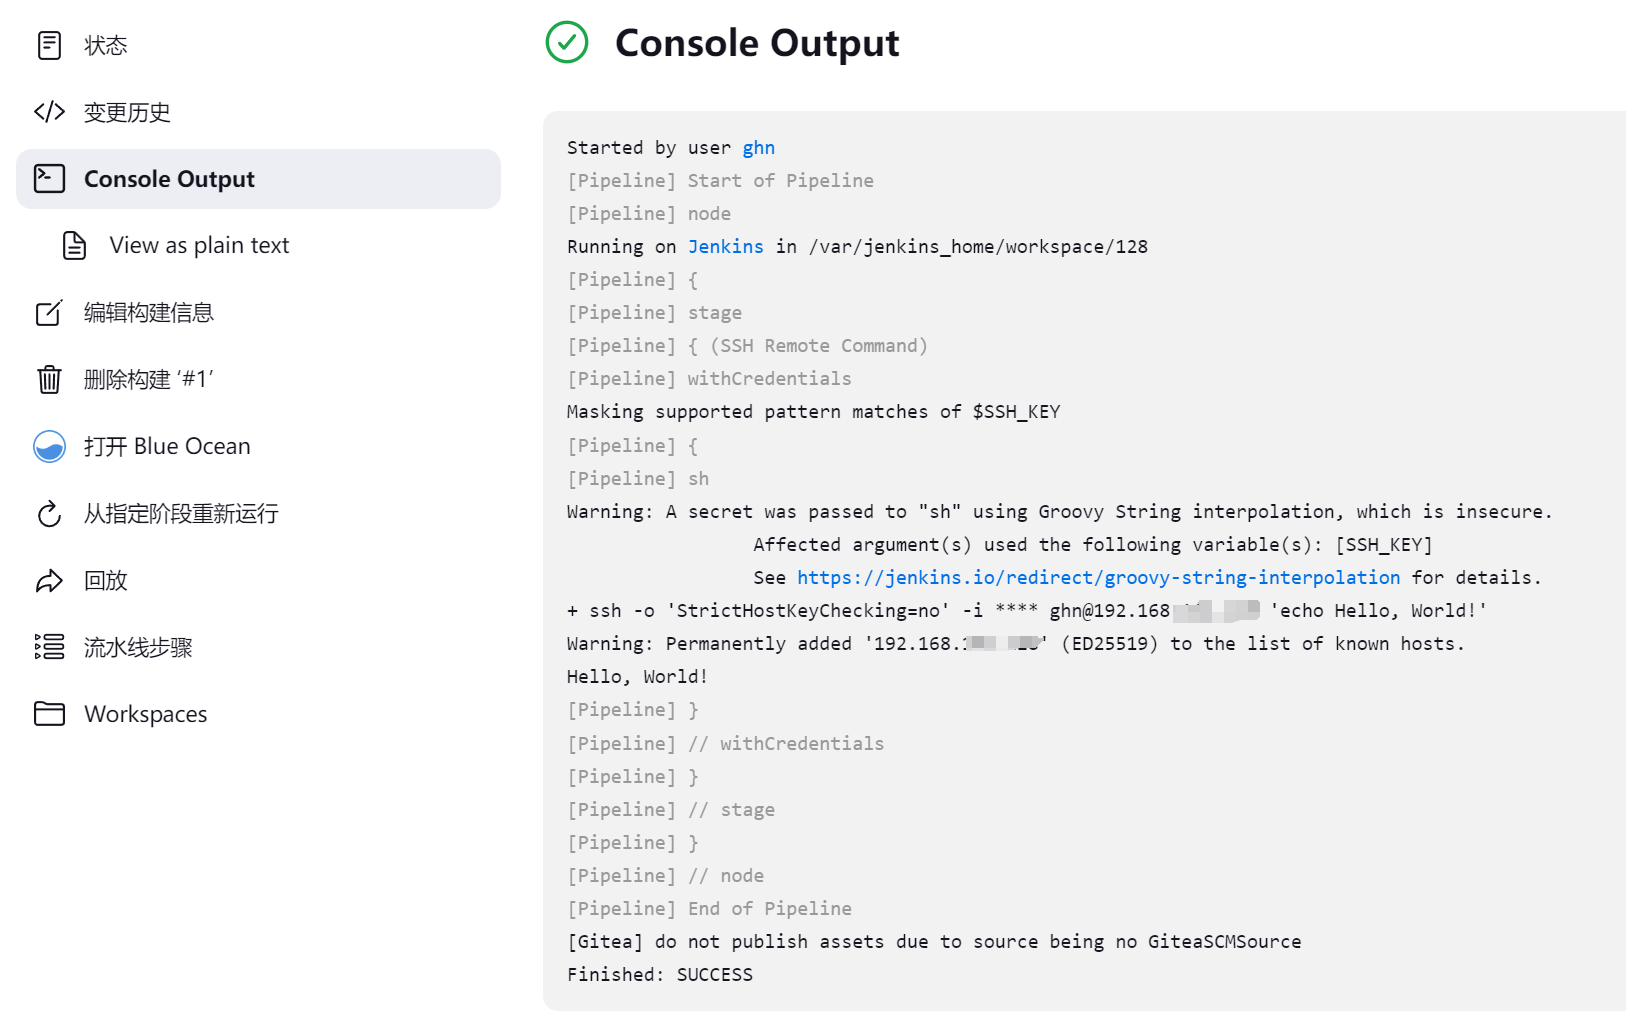 状态
变更历史
Console Output
View as plain text
编辑构建信息
删除构建 ‘#1’
打开 Blue Ocean
从指定阶段重新运行
回放
流水线步骤
Workspaces
Console Output
Started by user ghn
[Pipeline] Start of Pipeline
[Pipeline] node
Running on Jenkins in /var/jenkins_home/workspace/128
[Pipeline] {
[Pipeline] stage
[Pipeline] { (SSH Remote Command)
[Pipeline] withCredentials
Masking supported pattern matches of $SSH_KEY
[Pipeline] {
[Pipeline] sh
Warning: A secret was passed to "sh" using Groovy String interpolation, which is insecure.
Affected argument(s) used the following variable(s): [SSH_KEY]
See https://jenkins.io/redirect/groovy-string-interpolation for details.
+ ssh -o 'StrictHostKeyChecking=no' -i **** ghn@192.168 'echo Hello, World!'
Warning: Permanently added '192.168. ' (ED25519) to the list of known hosts.
Hello, World!
[Pipeline] }
[Pipeline] // withCredentials
[Pipeline] }
[Pipeline] // stage
[Pipeline] }
[Pipeline] // node
[Pipeline] End of Pipeline
[Gitea] do not publish assets due to source being no GiteaSCMSource
Finished: SUCCESS